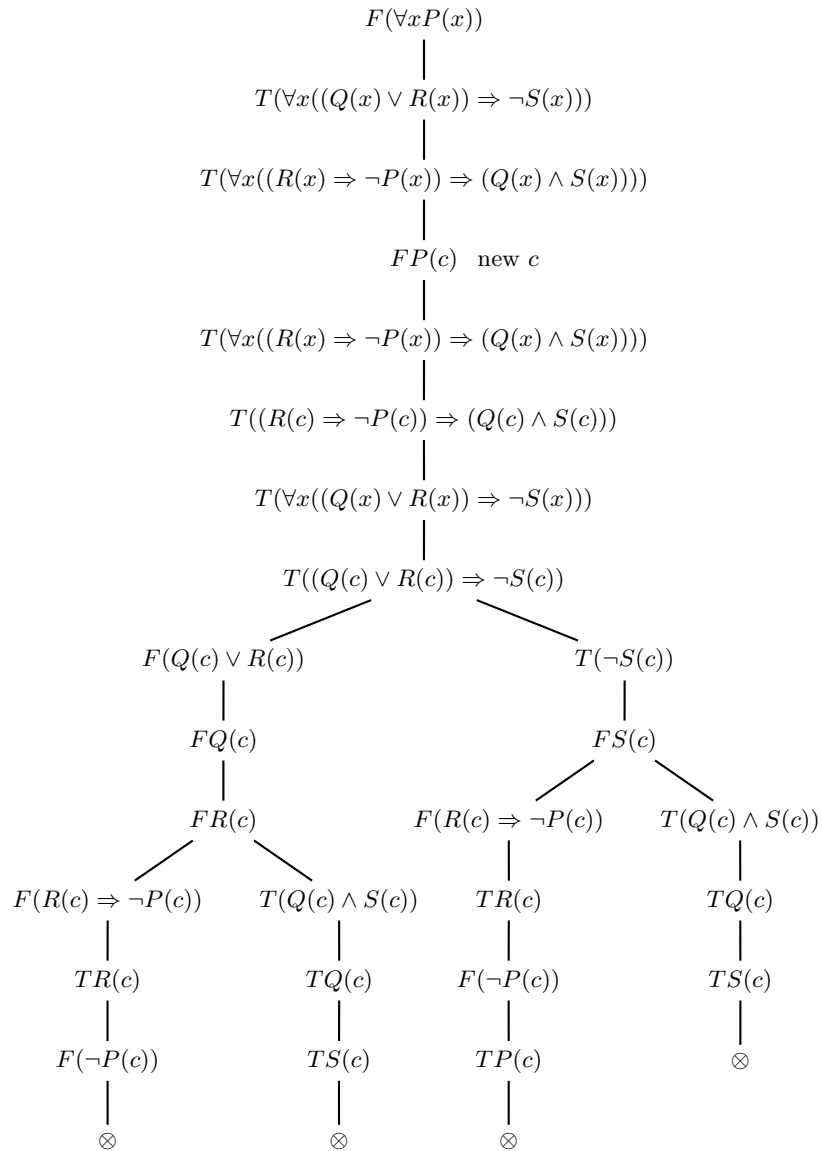 F(∀xP(x))
T(∀x((Q(x) ∨ R(x)) ⇒ ¬S(x)))
T(∀x((R(x) ⇒ ¬P(x)) ⇒ (Q(x) ∧ S(x))))
FP(c) new c
T(∀x((R(x) ⇒ ¬P(x)) ⇒ (Q(x) ∧ S(x))))
T((R(c) ⇒ ¬P(c)) ⇒ (Q(c) ∧ S(c)))
T(∀x((Q(x) ∨ R(x)) ⇒ ¬S(x)))
T((Q(c) ∨ R(c)) ⇒ ¬S(c))
F(Q(c) ∨ R(c)) T(¬S(c))
FQ(c) FS(c)
FR(c) F(R(c) ⇒ ¬P(c)) T(Q(c) ∧ S(c))
F(R(c) ⇒ ¬P(c)) T(Q(c) ∧ S(c)) TR(c) TQ(c)
TR(c) TQ(c) F(¬P(c)) TS(c)
F(¬P(c)) TS(c) TP(c) ⊗
⊗ ⊗ ⊗